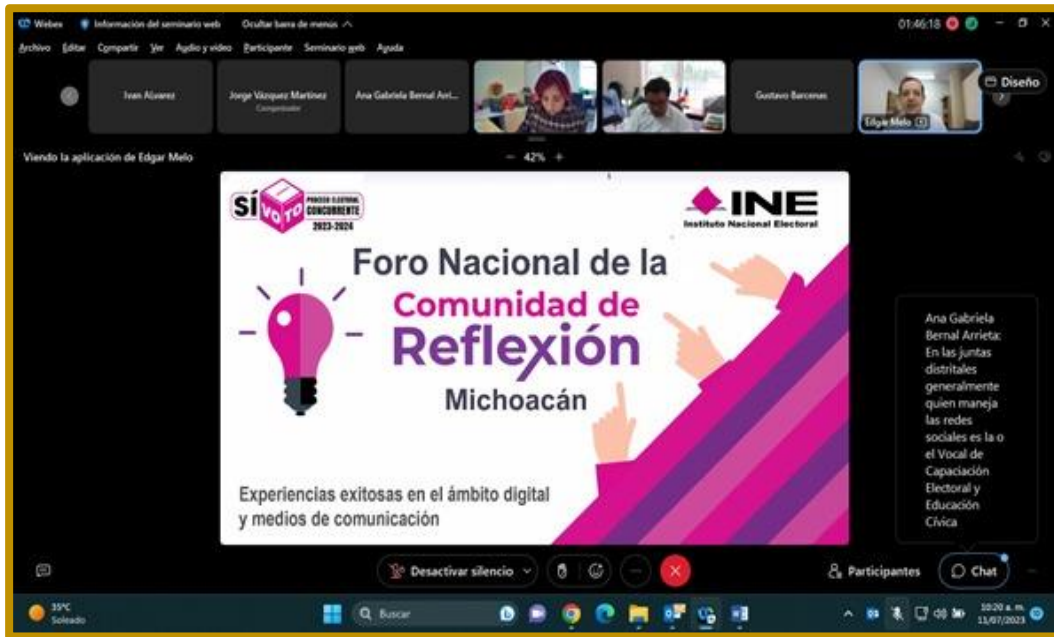 Webex
Información del seminario web
Ocultar barra de menús
01:46:18
Archivo Editar Compartir Ver Audio y video Participante Seminario web Ayuda
Ivan Alvarez
Jorge Vázquez Martínez
Ana Gabriela Bernal Arri...
Gustavo Barcenas
Edgar Melo
Diseño
Viendo la aplicación de Edgar Melo
42%
SÍ VOTO
PROCESO ELECTORAL
CONCURRENTE
2023-2024
INE
Instituto Nacional Electoral
Foro Nacional de la
Comunidad de
Reflexión
Michoacán
Experiencias exitosas en el ámbito digital
y medios de comunicación
Ana Gabriela
Bernal Arrieta:
En las juntas
distritales
generalmente
quien maneja
las redes
sociales es la o
el Vocal de
Capaciación
Electoral y
Educación
Cívica
Desactivar silencio
Participantes
Chat
35°C
Soleado
Buscar
10:20 a. m.
11/07/2023